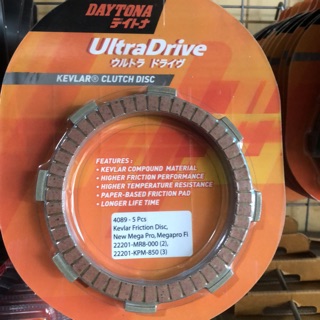 DAYTONA
デイトナ
UltraDrive
ウルトラ ドライヴ
KEVLAR® CLUTCH DISC
FEATURES :
• KEVLAR COMPOUND MATERIAL
• HIGHER FRICTION PERFORMANCE
• HIGHER TEMPERATURE RESISTANCE
• PAPER-BASED FRICTION PAD
• LONGER LIFE TIME
4089 - 5 Pcs
Kevlar Friction Disc,
New Mega Pro, Megapro Fi
22201-MR8-000 (2),
22201-KPM-850 (3)